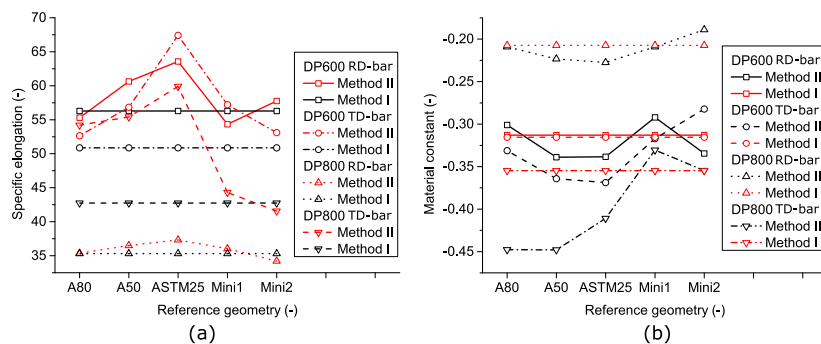 70
65
60
55
50
45
40
35
Specific elongation (-)
A80
A50
ASTM25
Mini1
Mini2
Reference geometry (-)
DP600 RD-bar
Method II
Method I
DP600 TD-bar
Method II
Method I
DP800 RD-bar
Method II
Method I
DP800 TD-bar
Method II
Method I
(a)
-0,20
-0,25
-0,30
-0,35
-0,40
-0,45
Material constant (-)
A80
A50
ASTM25
Mini1
Mini2
Reference geometry (-)
DP600 RD-bar
Method II
Method I
DP600 TD-bar
Method II
Method I
DP800 RD-bar
Method II
Method I
DP800 TD-bar
Method II
Method I
(b)